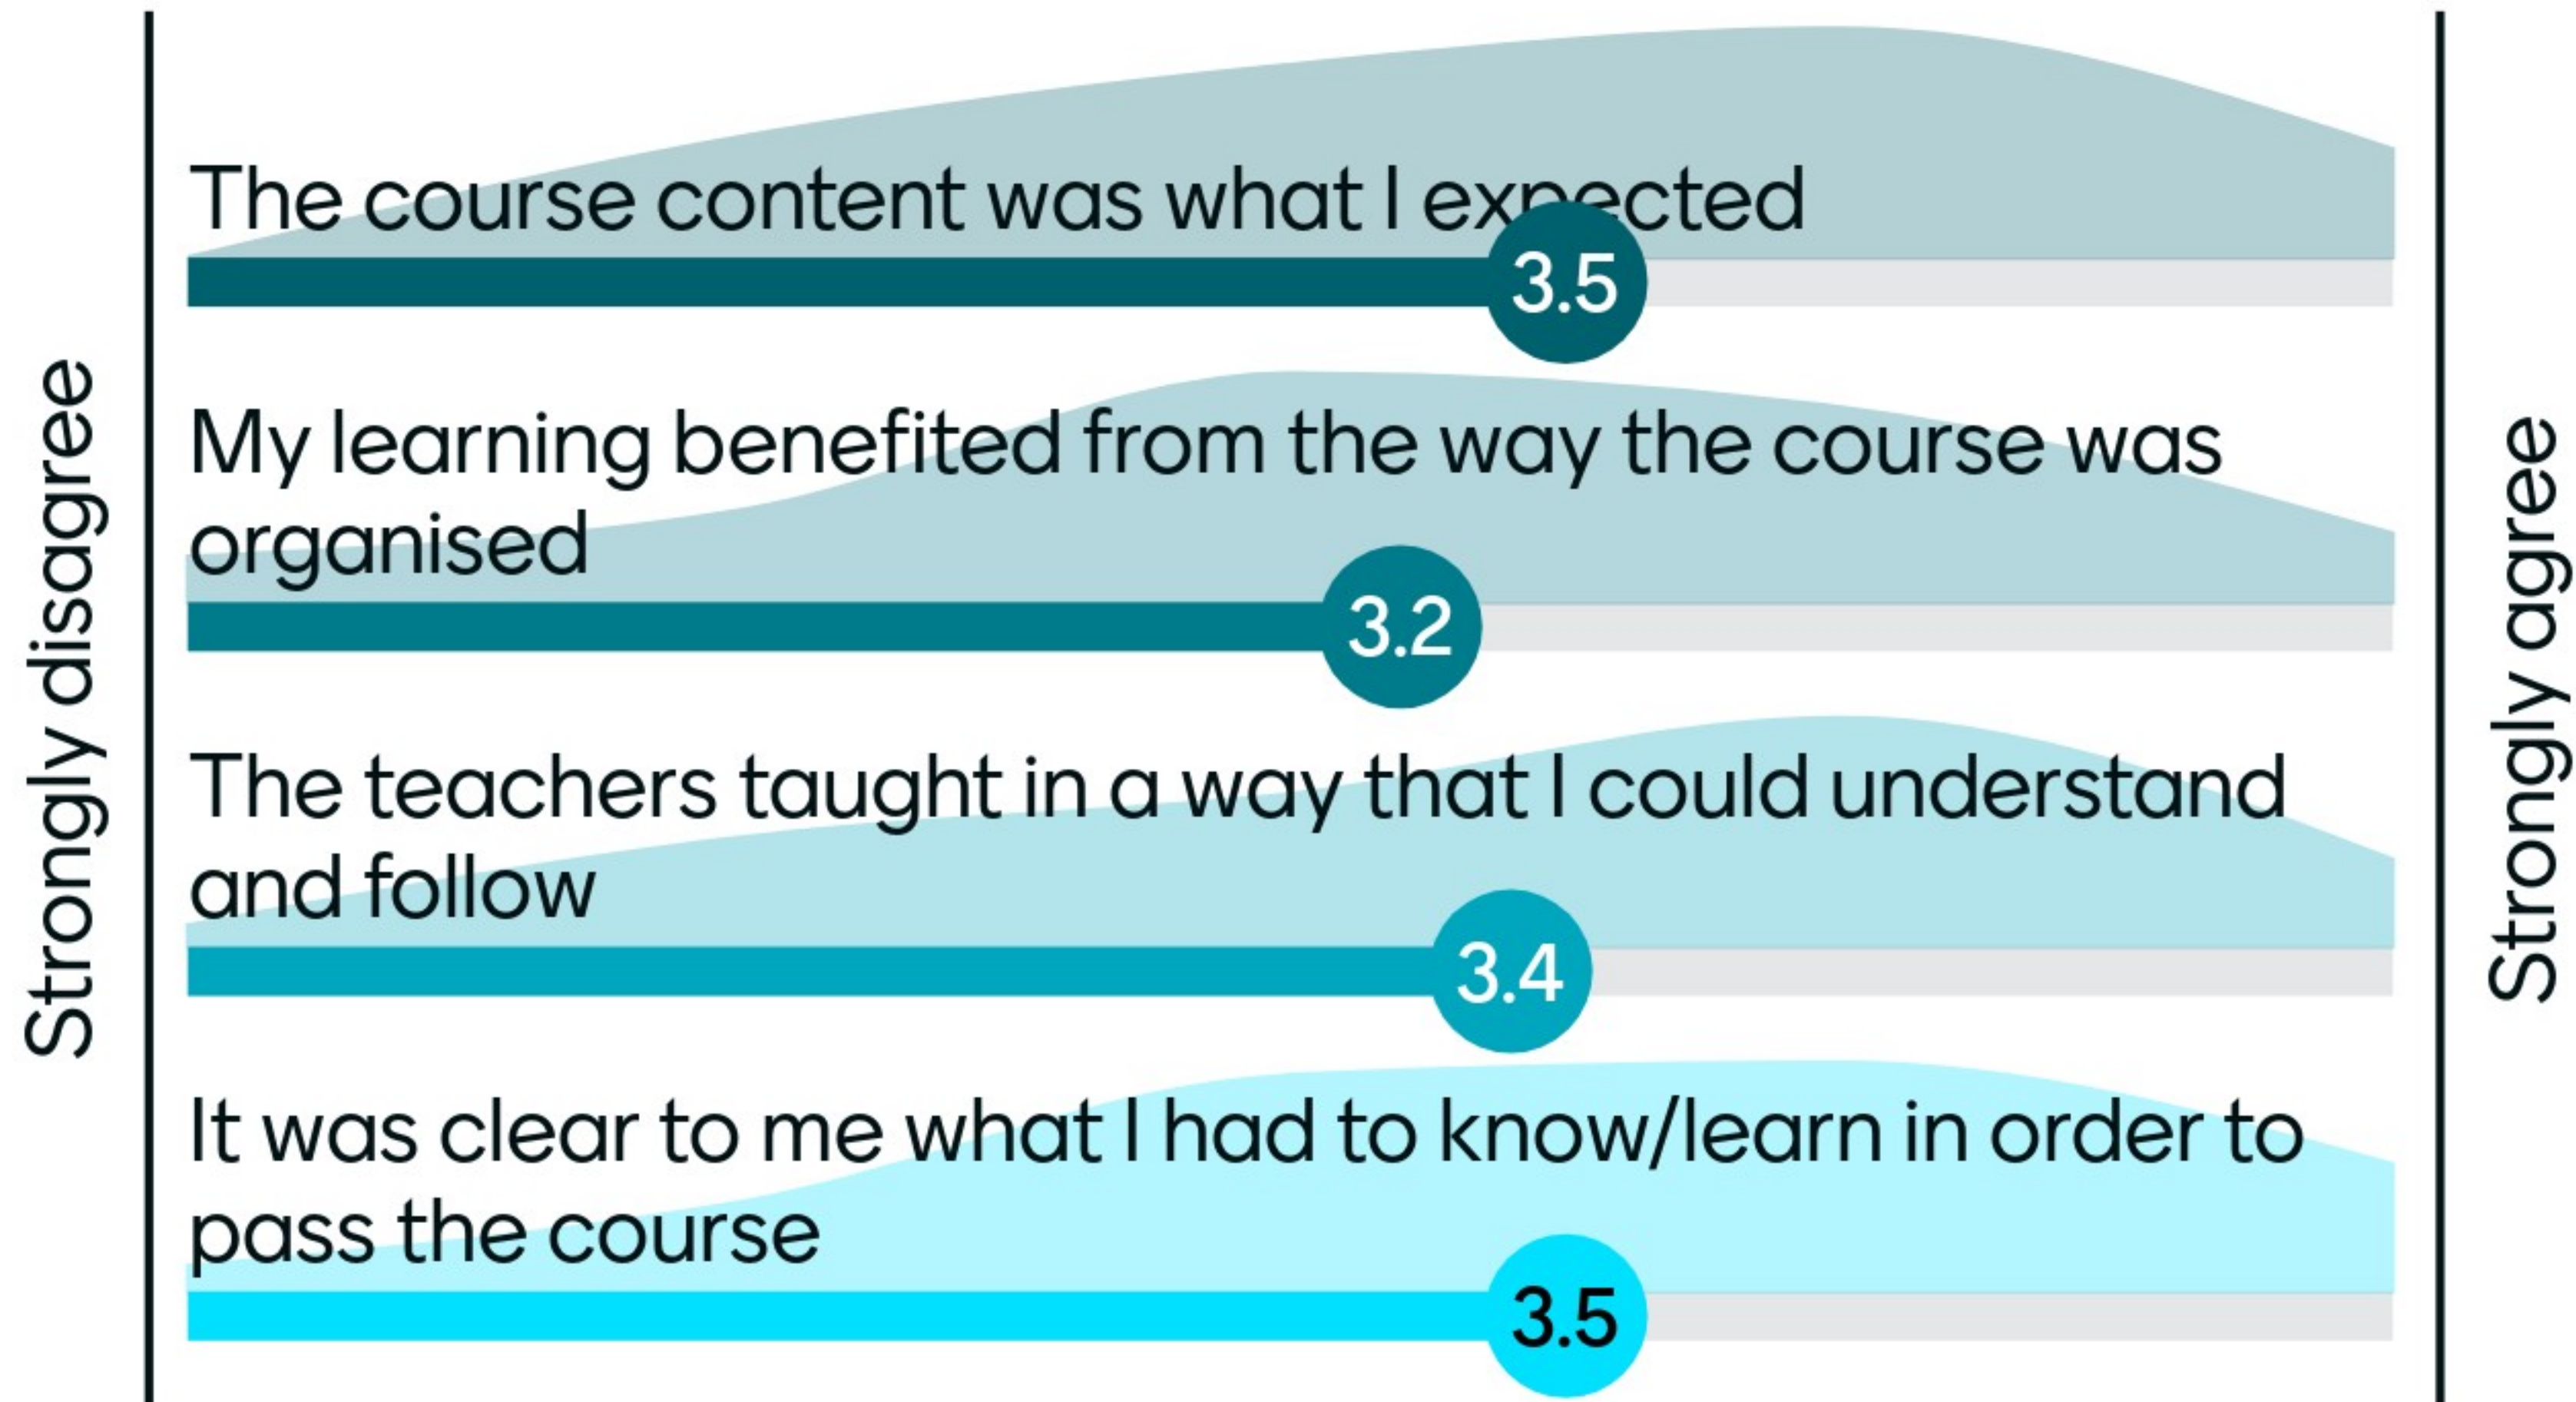 Strongly disagree
The course content was what I expected
3.5
My learning benefited from the way the course was
organised
3.2
The teachers taught in a way that I could understand
and follow
3.4
It was clear to me what I had to know/learn in order to
pass the course
3.5
Strongly agree